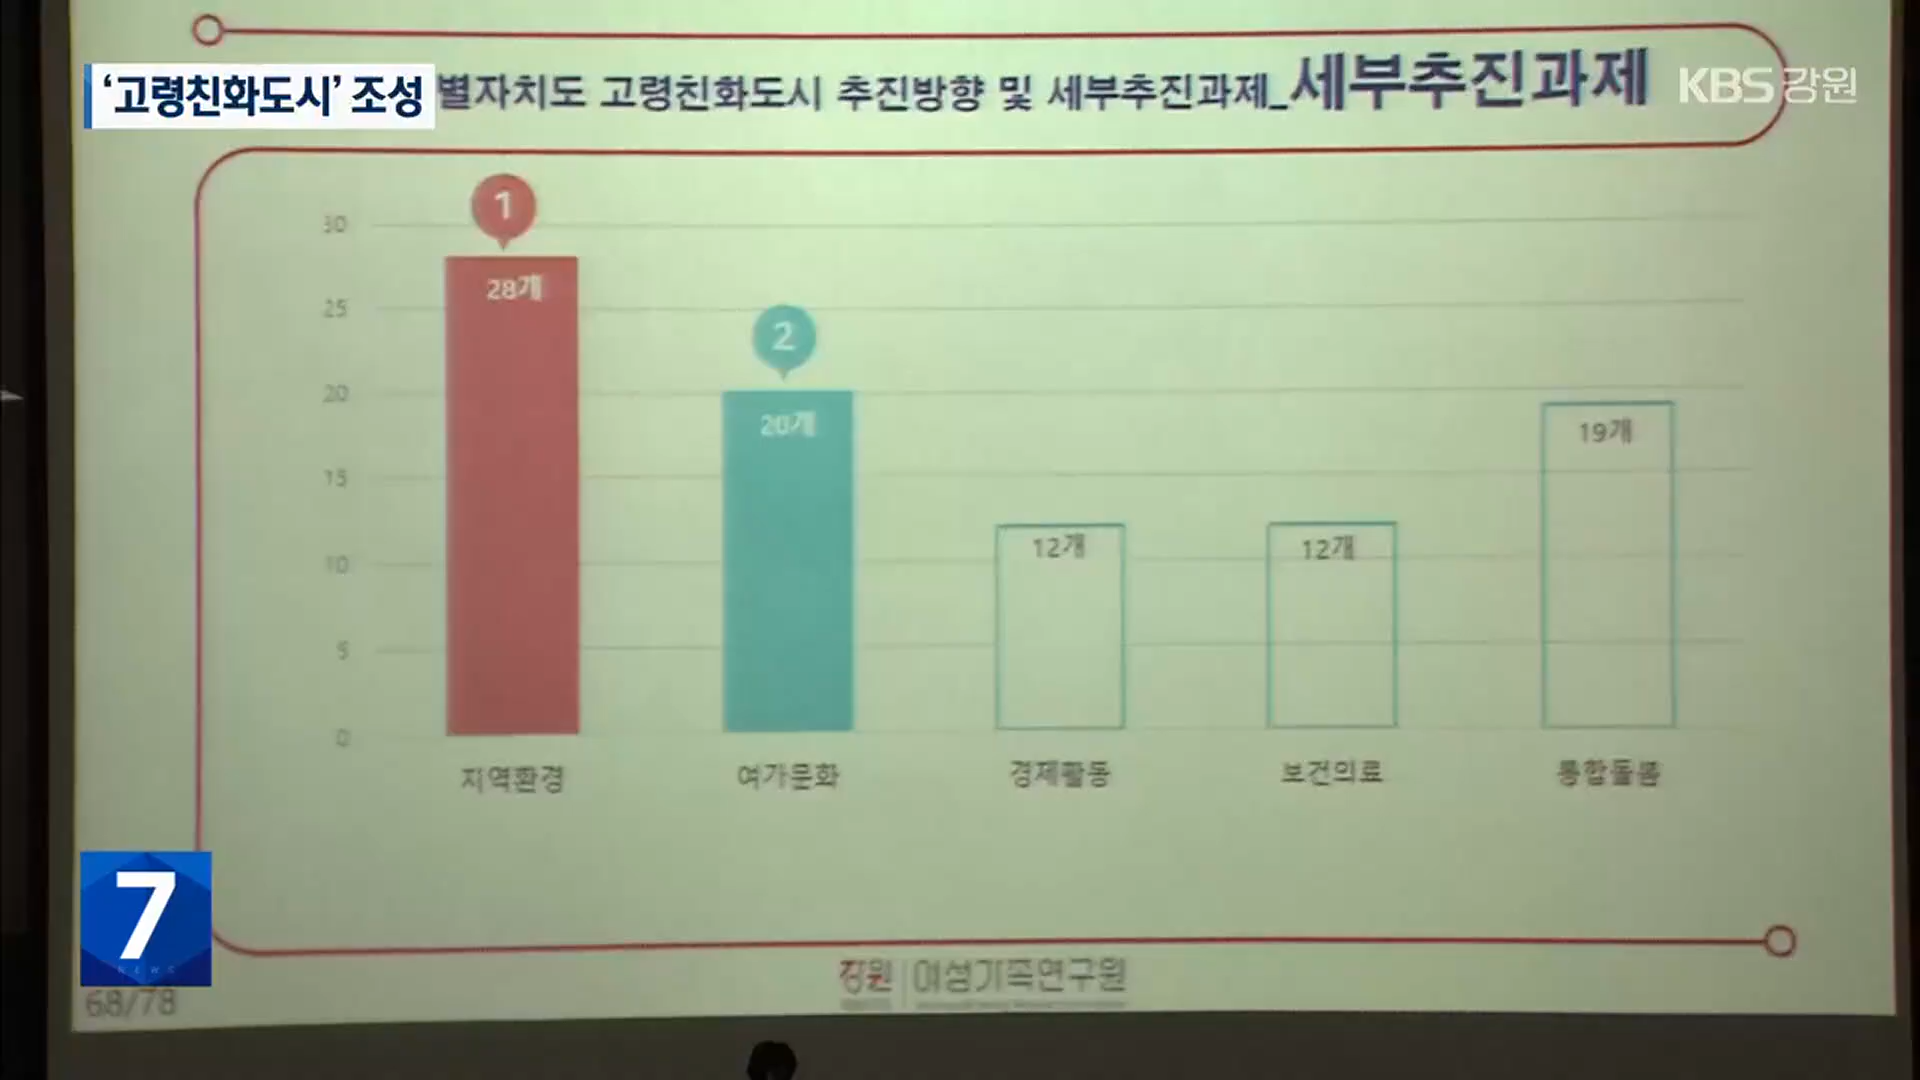 ‘고령친화도시’ 조성
별자치도 고령친화도시 추진방향 및 세부추진과제_세부추진과제
KBS 강원
1
30
28개
25
2
20
20개
19개
15
12개
12개
10
5
0
지역환경
여가문화
경제활동
보건의료
통합돌봄
7
NEWS
강원 여성가족연구원
68/78